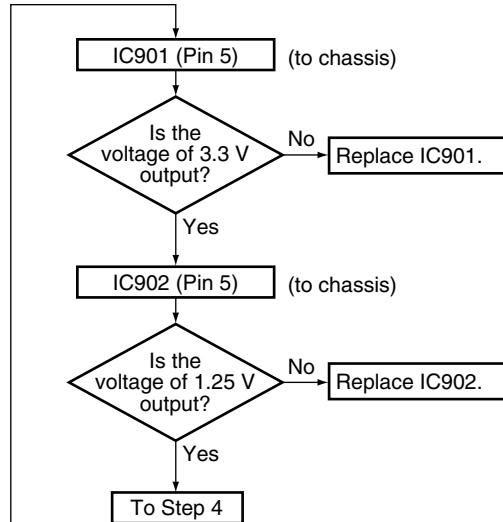 IC901 (Pin 5) (to chassis)
Is the
voltage of 3.3 V
output?
No
Replace IC901.
Yes
IC902 (Pin 5) (to chassis)
Is the
voltage of 1.25 V
output?
No
Replace IC902.
Yes
To Step 4